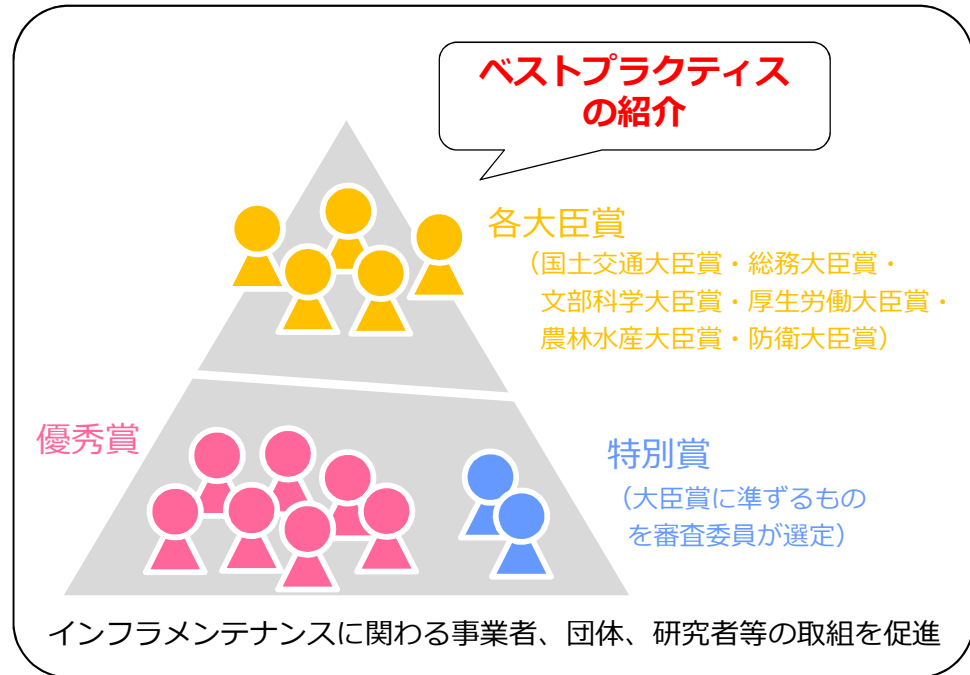 ベストプラクティス
の紹介
各大臣賞
（国土交通大臣賞・総務大臣賞・
文部科学大臣賞・厚生労働大臣賞・
農林水産大臣賞・防衛大臣賞）
優秀賞
特別賞
（大臣賞に準ずるもの
を審査委員が選定）
インフラメンテナンスに関わる事業者、団体、研究者等の取組を促進